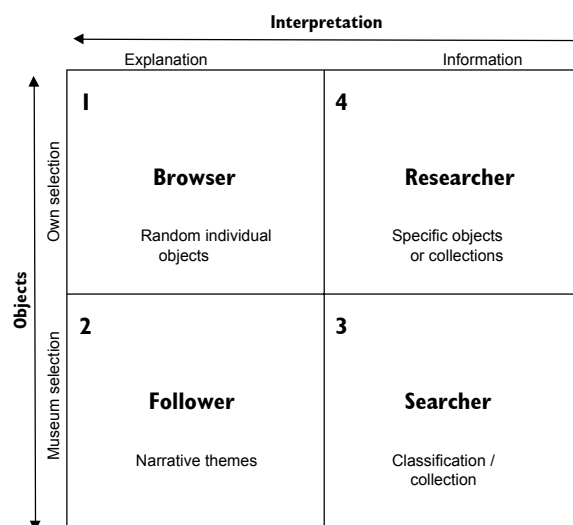 Interpretation
Explanation
Information
Objects
Own selection
Museum selection
1
Browser
Random individual
objects
4
Researcher
Specific objects
or collections
2
Follower
Narrative themes
3
Searcher
Classification /
collection